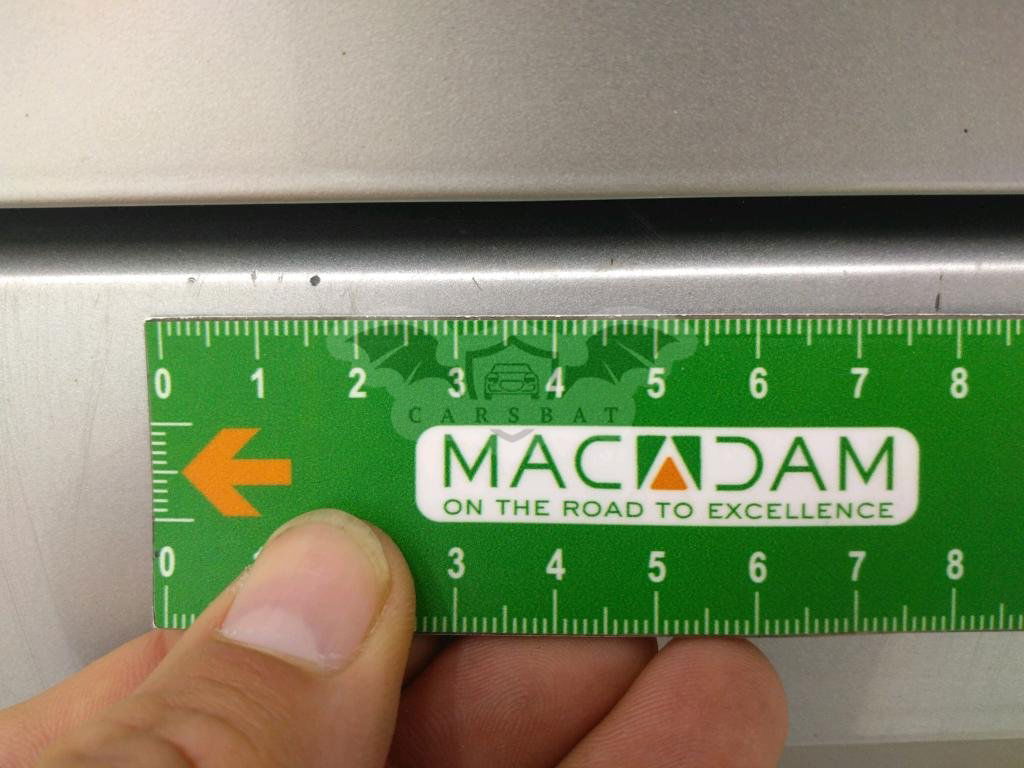 0 1 2 3 4 5 6 7 8
CARSBAT
MACADAM
ON THE ROAD TO EXCELLENCE
0 3 4 5 6 7 8